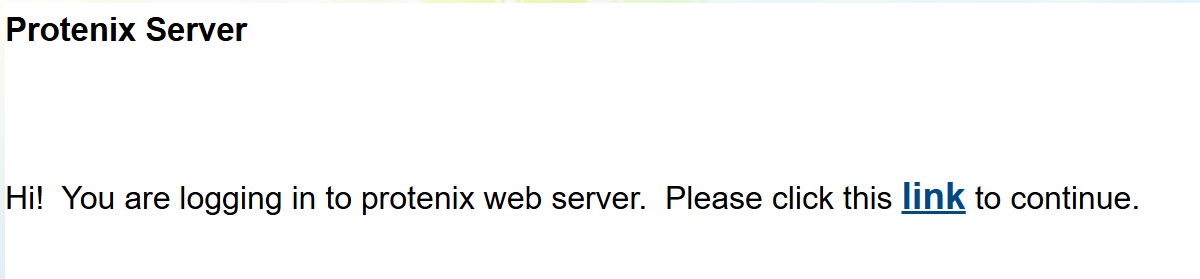 Protenix Server
Hi!  You are logging in to protenix web server.  Please click this link to continue.